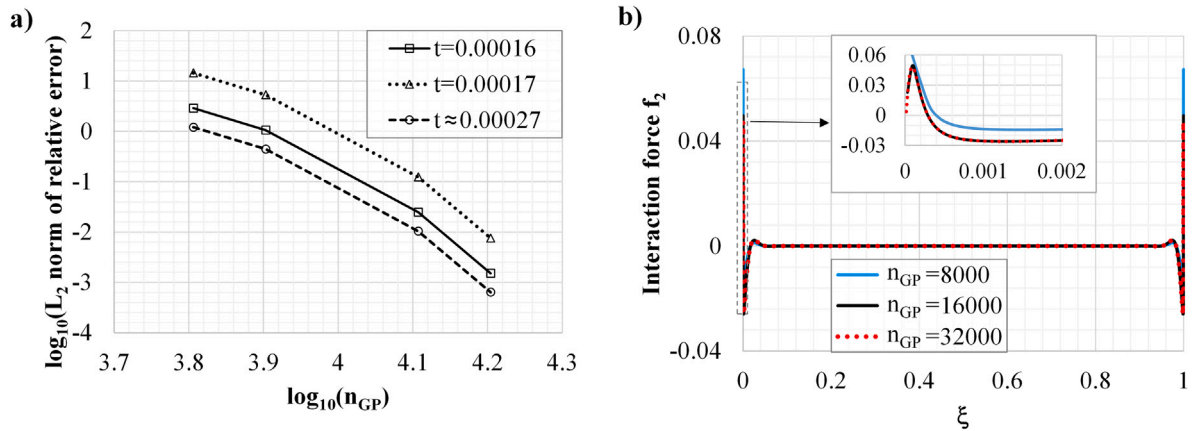 a)
log10(L2 norm of relative error)
2
1
0
-1
-2
-3
-4
3.7
3.8
3.9
4
4.1
4.2
4.3
log10(nGP)
t=0.00016
t=0.00017
t≈0.00027
b)
Interaction force f2
0.08
0.04
0
-0.04
0
0.2
0.4
0.6
0.8
1
ξ
0.06
0.03
0
-0.03
0
0.001
0.002
nGP =8000
nGP =16000
nGP =32000